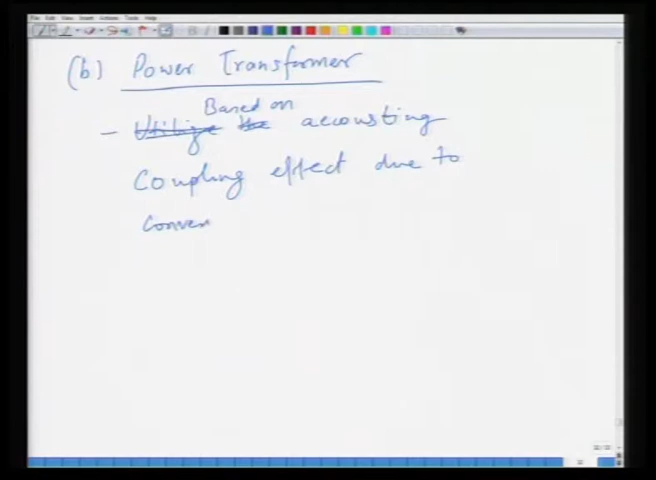 (b) Power Transformer
Based on
- Utilize the accousting
Coupling effect due to
Conver